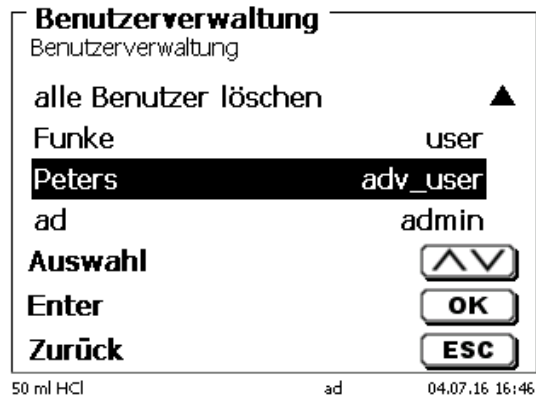 Benutzerverwaltung
Benutzerverwaltung
alle Benutzer löschen
Funke user
Peters adv_user
ad admin
Auswahl
Enter OK
Zurück ESC
50 ml HCl ad 04.07.16 16:46